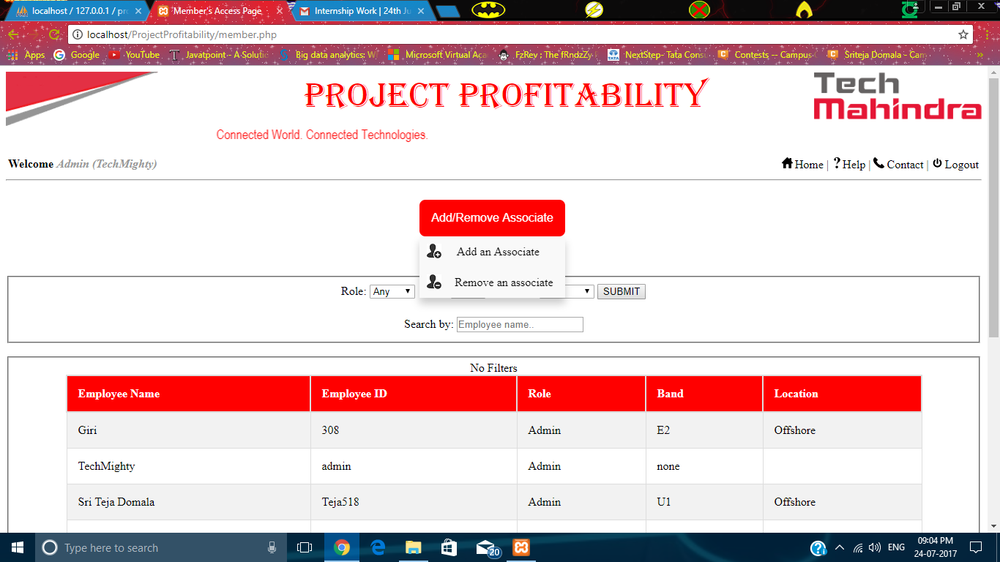 localhost / 127.0.0.1 / pro
Member's Access Page
Internship Work | 24th Ju
localhost/ProjectProfitability/member.php
Apps Google YouTube Javatpoint - A Soluti Big data analytics: W Microsoft Virtual Aca FzRev ; The fRndzZy NextStep- Tata Consu Contests -- Campus Sriteja Domala - Cam
PROJECT PROFITABILITY
Tech
Mahindra
Connected World. Connected Technologies.
Welcome Admin (TechMighty)
Home | ? Help | Contact | Logout
Add/Remove Associate
Add an Associate
Remove an associate
Role: Any SUBMIT
Search by: Employee name..
No Filters
Employee Name Employee ID Role Band Location
Giri 308 Admin E2 Offshore
TechMighty admin Admin none
Sri Teja Domala Teja518 Admin U1 Offshore
Type here to search
20
ENG
09:04 PM
24-07-2017